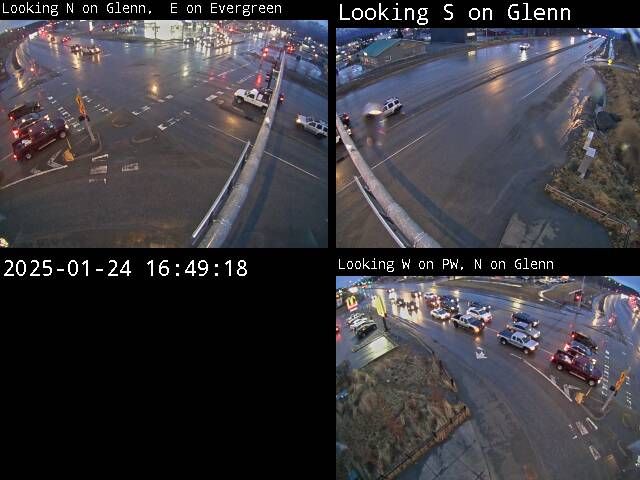 Looking N on Glenn,  E on Evergreen
Looking S on Glenn
2025-01-24 16:49:18
Looking W on PW, N on Glenn